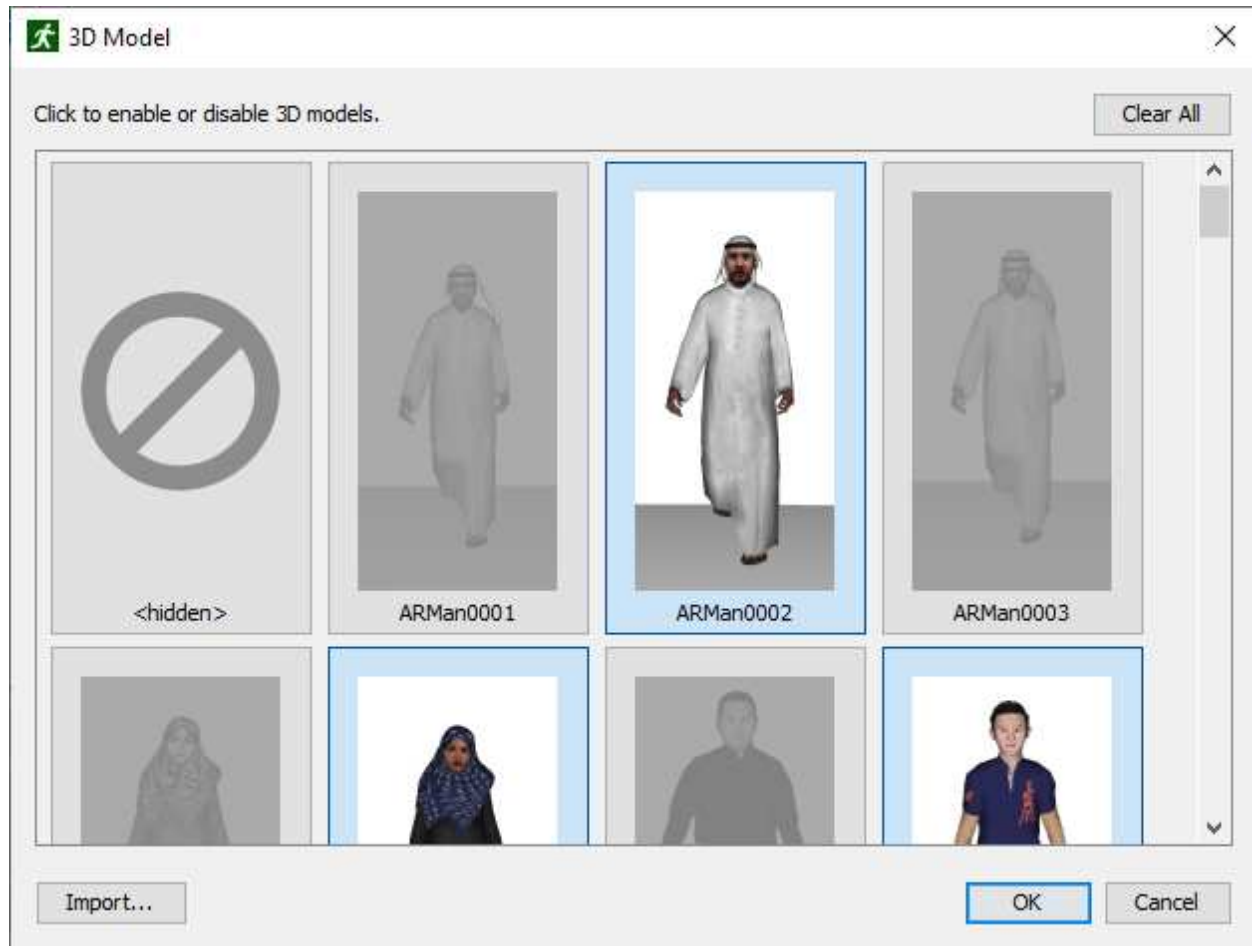 3D Model
Click to enable or disable 3D models.
Clear All
<hidden>
ARMan0001
ARMan0002
ARMan0003
Import...
OK
Cancel